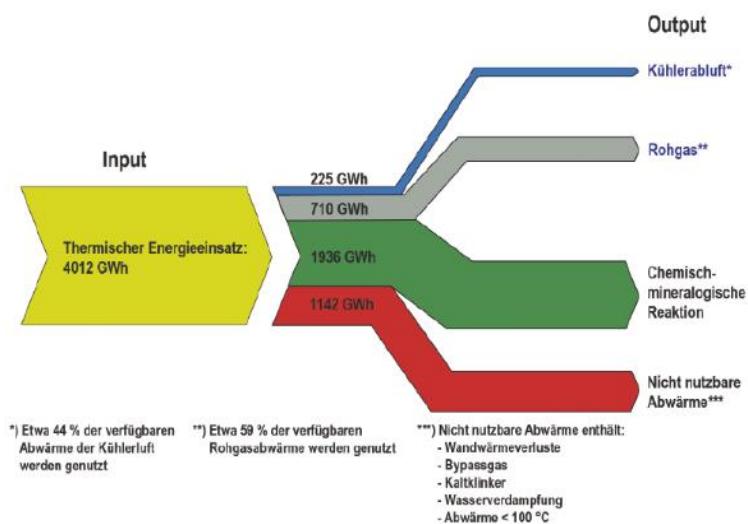 Output
Kühlerabluft*
Input
Rohgas**
225 GWh
710 GWh
Thermischer Energieeinsatz:
4012 GWh
1936 GWh
Chemisch-
mineralogische
Reaktion
1142 GWh
Nicht nutzbare
Abwärme***
*) Etwa 44 % der verfügbaren
Abwärme der Kühlerluft
werden genutzt
**) Etwa 59 % der verfügbaren
Rohgasabwärme werden genutzt
***) Nicht nutzbare Abwärme enthält:
- Wandwärmeverluste
- Bypassgas
- Kaltklinker
- Wasserverdampfung
- Abwärme < 100 °C